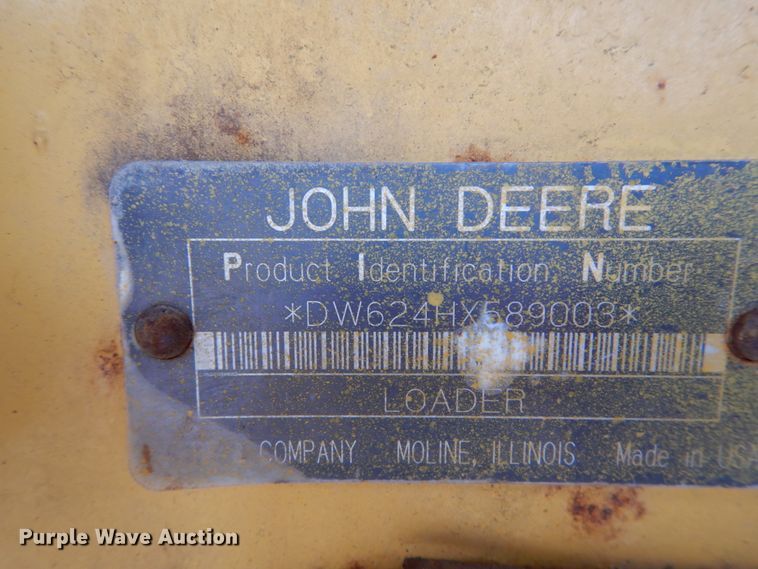 JOHN DEERE
Product Identification Number
*DW624HX589003*
LOADER
COMPANY MOLINE, ILLINOIS Made in USA
Purple Wave Auction